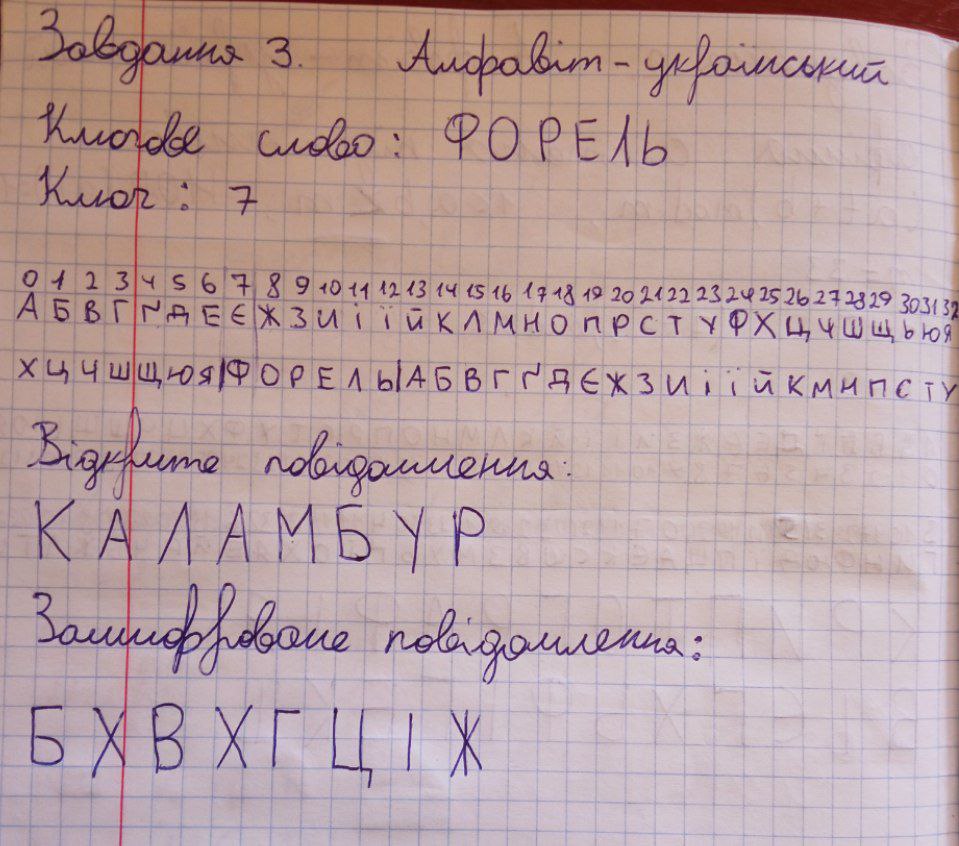 Завдання 3. Алфавіт - український
Ключове слово: ФОРЕЛЬ
Ключ: 7
0 1 2 3 4 5 6 7 8 9 10 11 12 13 14 15 16 17 18 19 20 21 22 23 24 25 26 27 28 29 30 31 32
А Б В Г Ґ Д Е Є Ж З И І Ї Й К Л М Н О П Р С Т У Ф Х Ц Ч Ш Щ Ь Ю Я
Х Ц Ч Ш Щ Ю Я | Ф О Р Е Л Ь | А Б В Г Ґ Д Є Ж З И І Ї Й К М Н П С Т У
Відкрите повідомлення:
КАЛАМБУР
Зашифроване повідомлення:
БХВХГЦІЖ